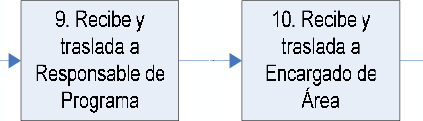 9. Recibe y
traslada a
Responsable de
Programa
10. Recibe y
traslada a
Encargado de
Área